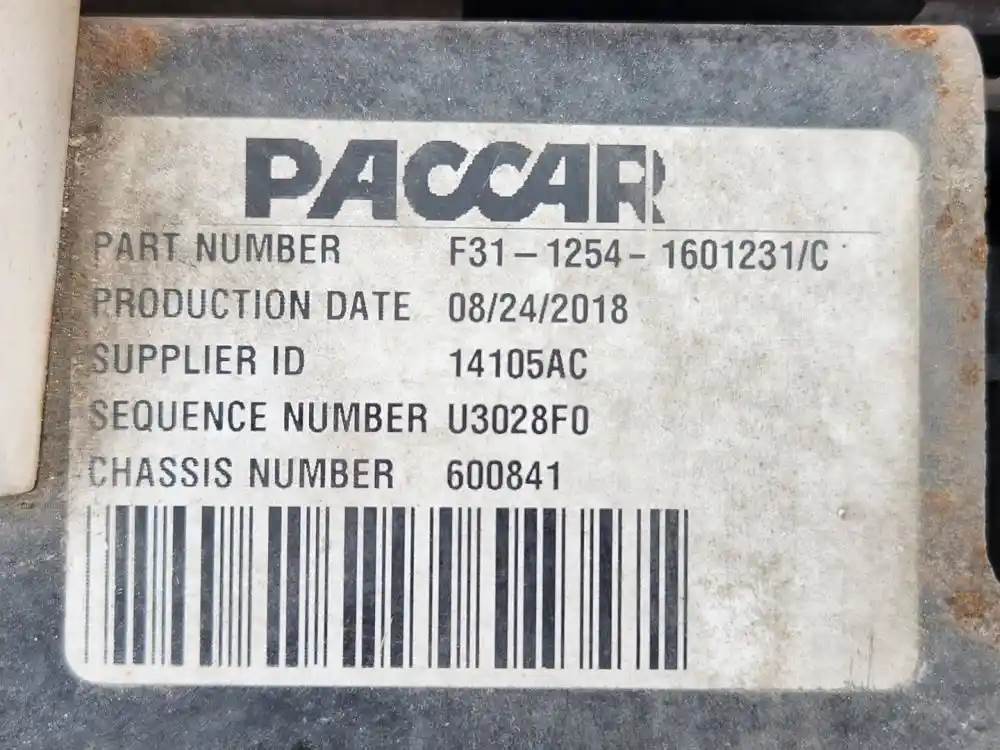 PACCAR
PART NUMBER F31-1254-1601231/C
PRODUCTION DATE 08/24/2018
SUPPLIER ID 14105AC
SEQUENCE NUMBER U3028F0
CHASSIS NUMBER 600841